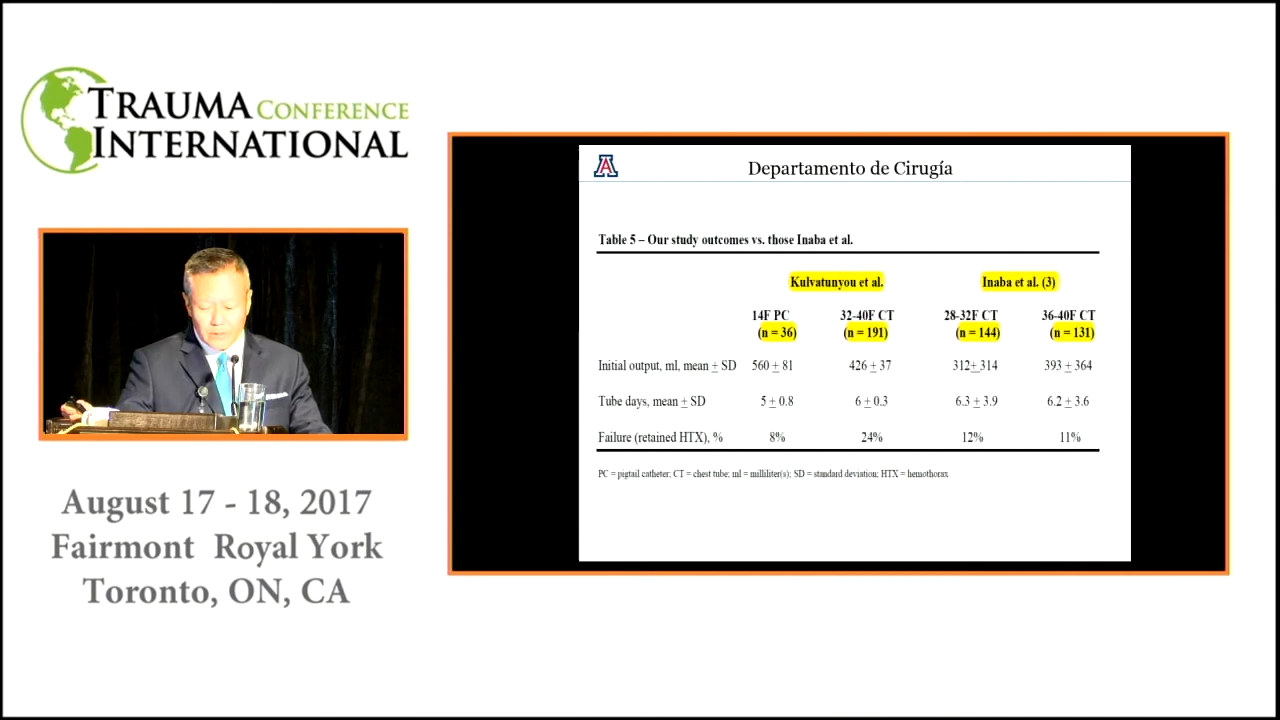 TRAUMA CONFERENCE
INTERNATIONAL
August 17 - 18, 2017
Fairmont Royal York
Toronto, ON, CA
A
Departamento de Cirugía
Table 5 – Our study outcomes vs. those Inaba et al.
Kulvatunyou et al. Inaba et al. (3)
14F PC 32-40F CT 28-32F CT 36-40F CT
(n = 36) (n = 191) (n = 144) (n = 131)
Initial output, ml, mean ± SD 560 ± 81 426 ± 37 312± 314 393 ± 364
Tube days, mean ± SD 5 ± 0.8 6 ± 0.3 6.3 ± 3.9 6.2 ± 3.6
Failure (retained HTX), % 8% 24% 12% 11%
PC = pigtail catheter; CT = chest tube; ml = milliliter(s); SD = standard deviation; HTX = hemothorax